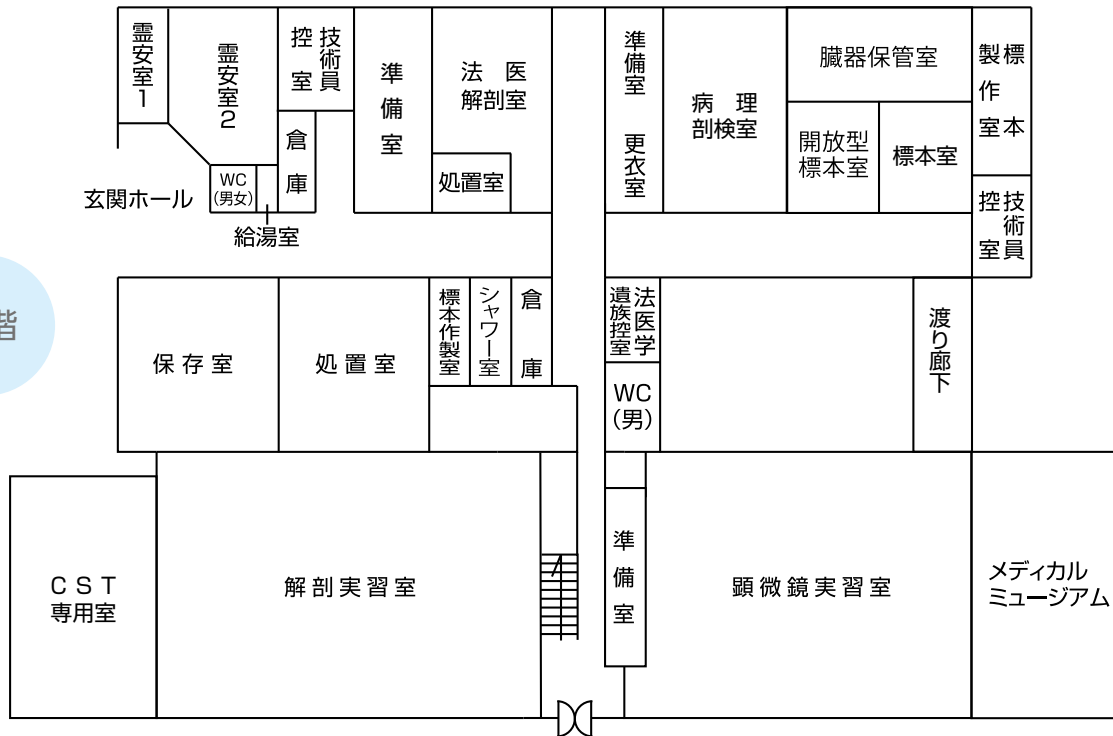 霊安室1
霊安室2
技術員
控室
準備室
法 医
解剖室
準備室 更衣室
病 理
剖検室
臓器保管室
標本
製作室
倉庫
処置室
開放型
標本室
標本室
WC
(男女)
玄関ホール
給湯室
技術員
控室
階
保存室
処置室
標本作製室
シャワー室
倉庫
法医学
遺族控室
WC
(男)
渡り廊下
CST
専用室
解剖実習室
準備室
顕微鏡実習室
メディカル
ミュージアム